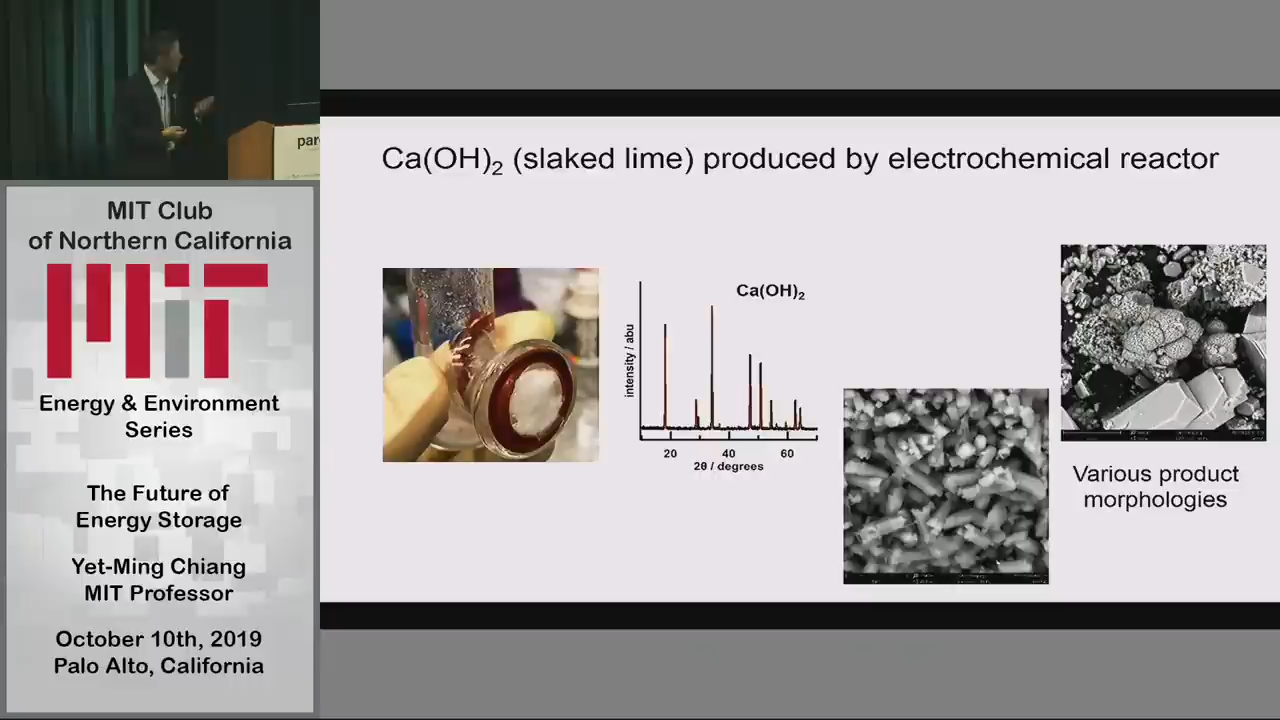 parc
MIT Club
of Northern California
MIT
Energy & Environment
Series
The Future of
Energy Storage
Yet-Ming Chiang
MIT Professor
October 10th, 2019
Palo Alto, California
Ca(OH)₂ (slaked lime) produced by electrochemical reactor
Ca(OH)₂
intensity / abu
20 40 60
2θ / degrees
Various product
morphologies